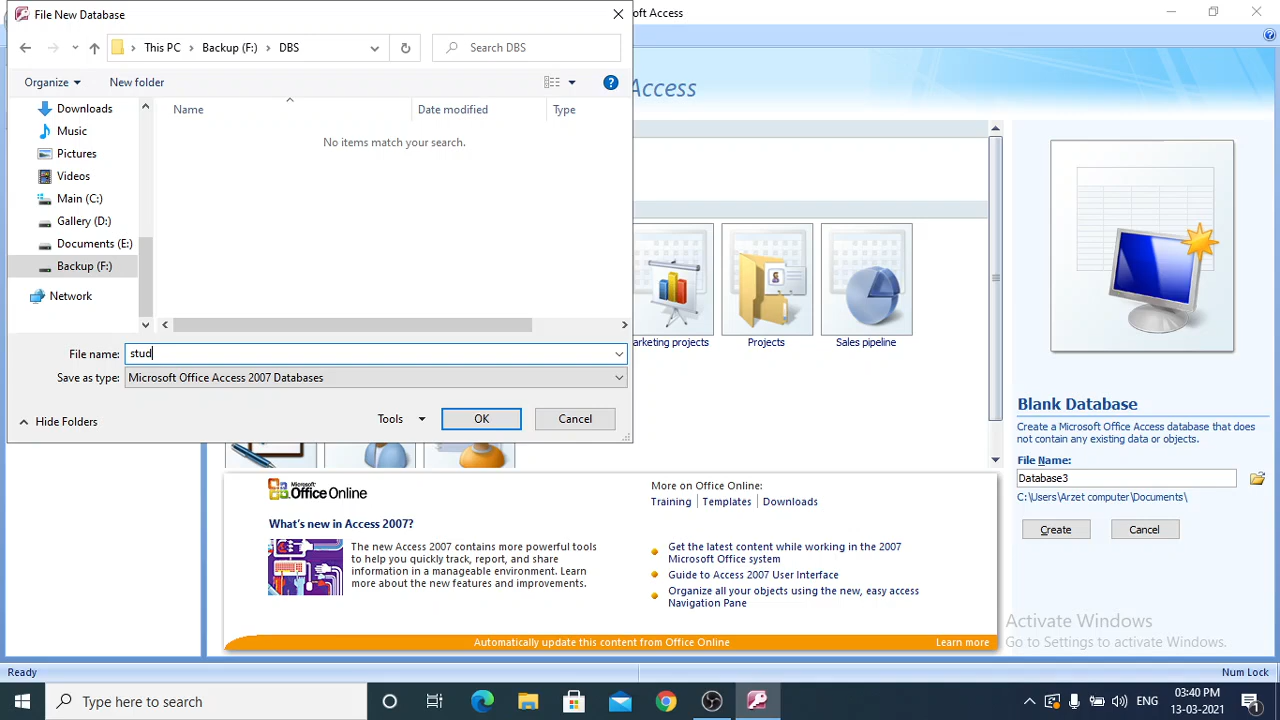 File New Database
oft Access
This PC > Backup (F:) > DBS
Search DBS
Organize
New folder
Name
Date modified
Type
No items match your search.
Downloads
Music
Pictures
Videos
Main (C:)
Gallery (D:)
Documents (E:)
Backup (F:)
Network
File name: stud
Save as type: Microsoft Office Access 2007 Databases
Hide Folders
Tools
OK
Cancel
Access
rketing projects
Projects
Sales pipeline
Blank Database
Create a Microsoft Office Access database that does
not contain any existing data or objects.
File Name:
Database3
C:\Users\Arzet computer\Documents\
Create
Cancel
Microsoft
Office Online
More on Office Online:
Training | Templates | Downloads
What's new in Access 2007?
The new Access 2007 contains more powerful tools
to help you quickly track, report, and share
information in a manageable environment. Learn
more about the new features and improvements.
Get the latest content while working in the 2007
Microsoft Office system
Guide to Access 2007 User Interface
Organize all your objects using the new, easy access
Navigation Pane
Automatically update this content from Office Online
Learn more
Activate Windows
Go to Settings to activate Windows.
Ready
Num Lock
Type here to search
ENG
03:40 PM
13-03-2021
1